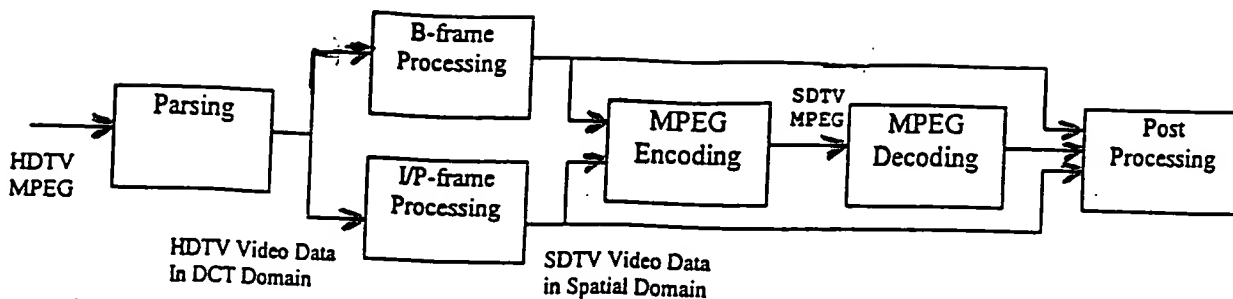 B-frame
Processing
Parsing
HDTV
MPEG
I/P-frame
Processing
HDTV Video Data
In DCT Domain
SDTV Video Data
in Spatial Domain
MPEG
Encoding
SDTV
MPEG
MPEG
Decoding
Post
Processing